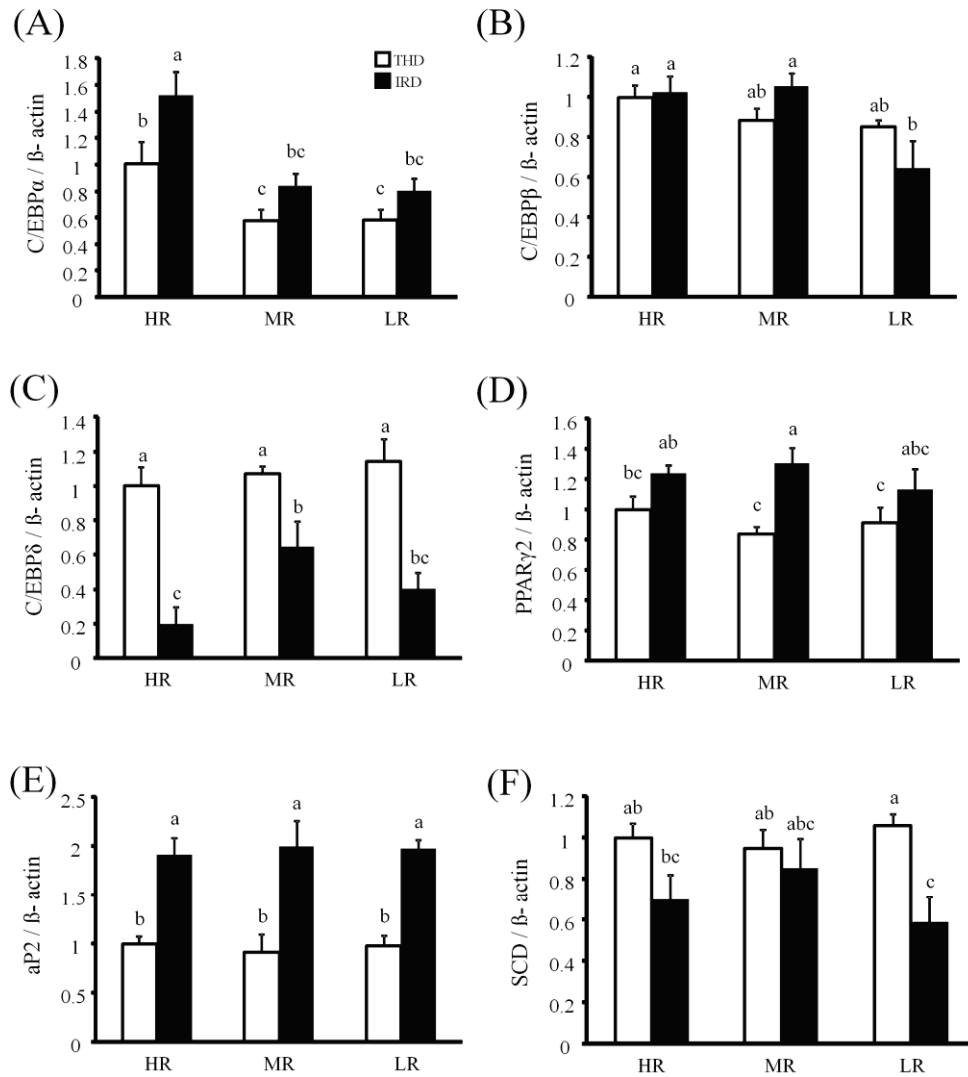 (A)
C/EBPα / ß- actin
1.8
1.6
1.4
1.2
1
0.8
0.6
0.4
0.2
0
b
a
c
bc
c
bc
THD
IRD
HR
MR
LR
(B)
C/EBPβ / ß- actin
1.2
1
0.8
0.6
0.4
0.2
0
a
a
ab
a
ab
b
HR
MR
LR
(C)
C/EBPδ / ß- actin
1.4
1.2
1
0.8
0.6
0.4
0.2
0
a
c
a
b
a
bc
HR
MR
LR
(D)
PPARγ2 / ß- actin
1.6
1.4
1.2
1
0.8
0.6
0.4
0.2
0
bc
ab
c
a
c
abc
HR
MR
LR
(E)
aP2 / ß- actin
2.5
2
1.5
1
0.5
0
b
a
b
a
b
a
HR
MR
LR
(F)
SCD / ß- actin
1.2
1
0.8
0.6
0.4
0.2
0
ab
bc
ab
abc
a
c
HR
MR
LR